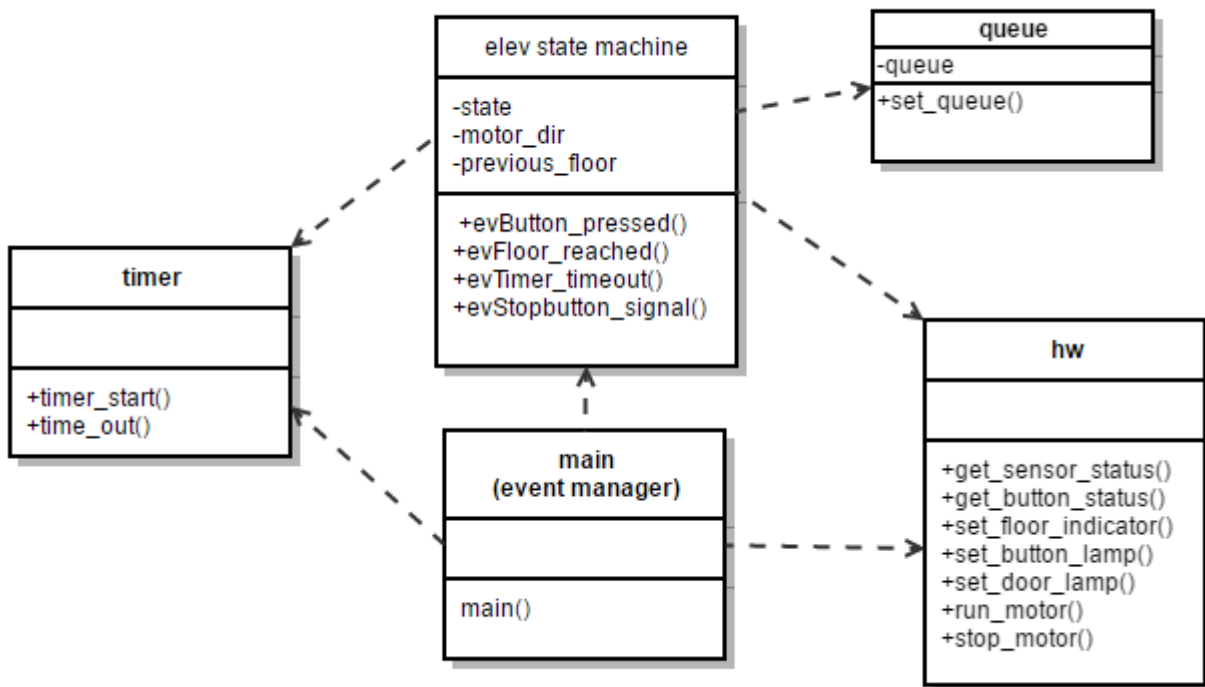 elev state machine
-state
-motor_dir
-previous_floor
+evButton_pressed()
+evFloor_reached()
+evTimer_timeout()
+evStopbutton_signal()
queue
-queue
+set_queue()
timer
+timer_start()
+time_out()
main
(event manager)
main()
hw
+get_sensor_status()
+get_button_status()
+set_floor_indicator()
+set_button_lamp()
+set_door_lamp()
+run_motor()
+stop_motor()